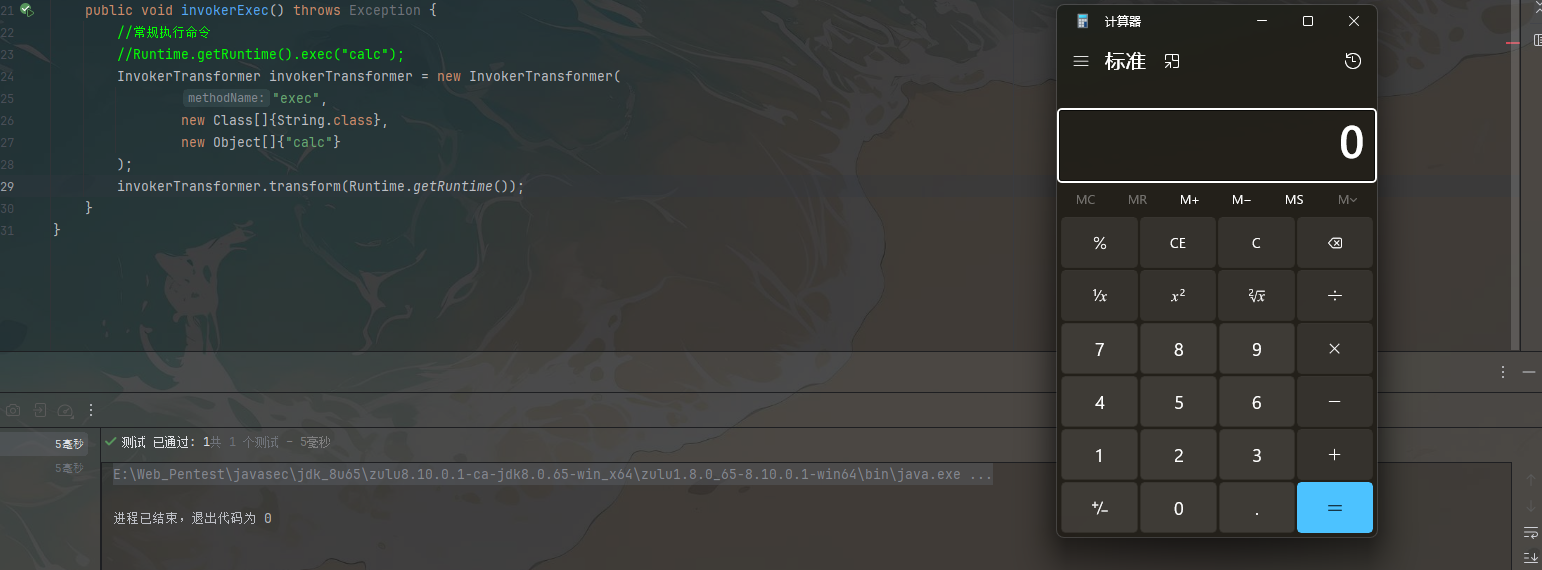 21 public void invokerExec() throws Exception {
22 //常规执行命令
23 //Runtime.getRuntime().exec("calc");
24 InvokerTransformer invokerTransformer = new InvokerTransformer(
25 methodName: "exec",
26 new Class[]{String.class},
27 new Object[]{"calc"}
28 );
29 invokerTransformer.transform(Runtime.getRuntime());
30 }
31 }
5毫秒
5毫秒
测试 已通过: 1共 1 个测试 - 5毫秒
E:\Web_Pentest\javasec\jdk_8u65\zulu8.10.0.1-ca-jdk8.0.65-win_x64\zulu1.8.0_65-8.10.0.1-win64\bin\java.exe ...
进程已结束，退出代码为 0
计算器
标准
0
MC MR M+ M− MS M˅
% CE C
¹/x x² ²√x ÷
7 8 9 ×
4 5 6 −
1 2 3 +
+/− 0 . =